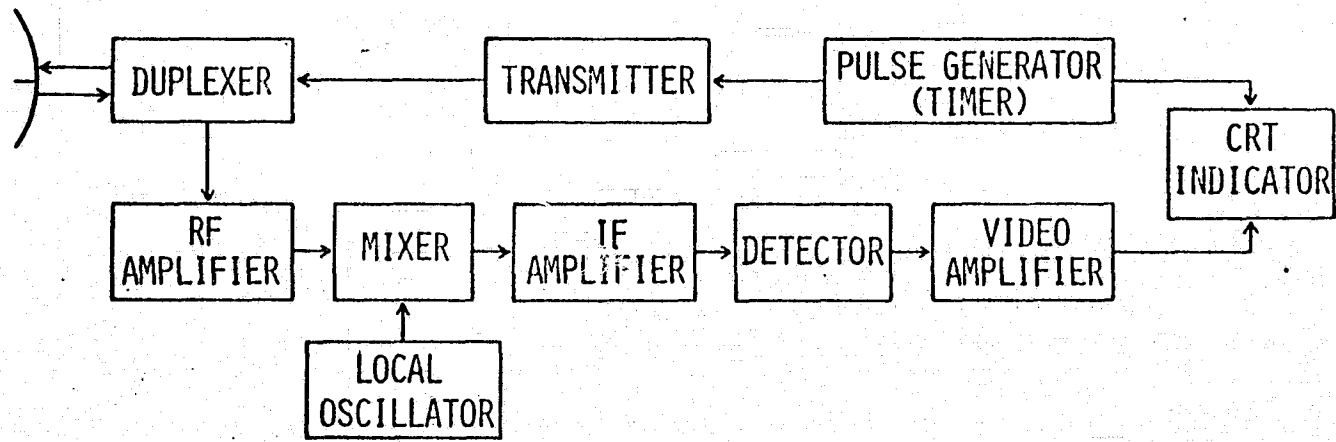 DUPLEXER
TRANSMITTER
PULSE GENERATOR
(TIMER)
CRT
INDICATOR
RF
AMPLIFIER
MIXER
IF
AMPLIFIER
DETECTOR
VIDEO
AMPLIFIER
LOCAL
OSCILLATOR